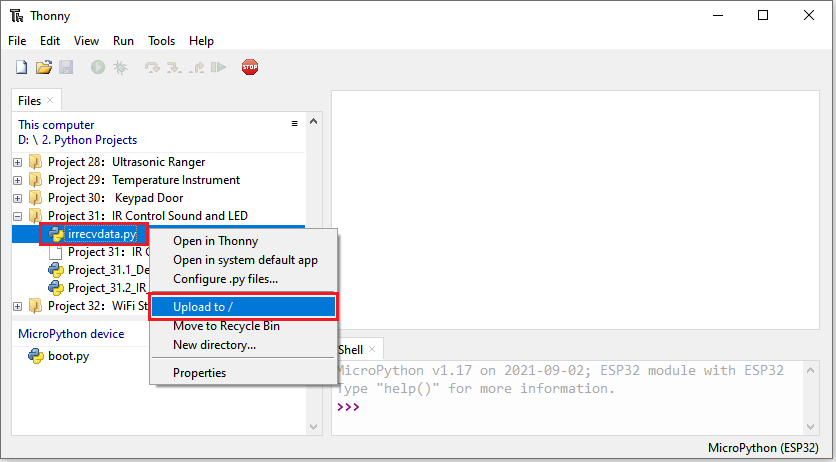 Thonny
File Edit View Run Tools Help
STOP
Files
This computer
D: \ 2. Python Projects
Project 28：Ultrasonic Ranger
Project 29：Temperature Instrument
Project 30： Keypad Door
Project 31：IR Control Sound and LED
irrecvdata.py
Project 31：IR C
Project_31.1_De
Project_31.2_IR_
Project 32：WiFi St
Open in Thonny
Open in system default app
Configure .py files...
Upload to /
Move to Recycle Bin
New directory...
Properties
MicroPython device
boot.py
Shell
MicroPython v1.17 on 2021-09-02; ESP32 module with ESP32
Type "help()" for more information.
>>>
MicroPython (ESP32)